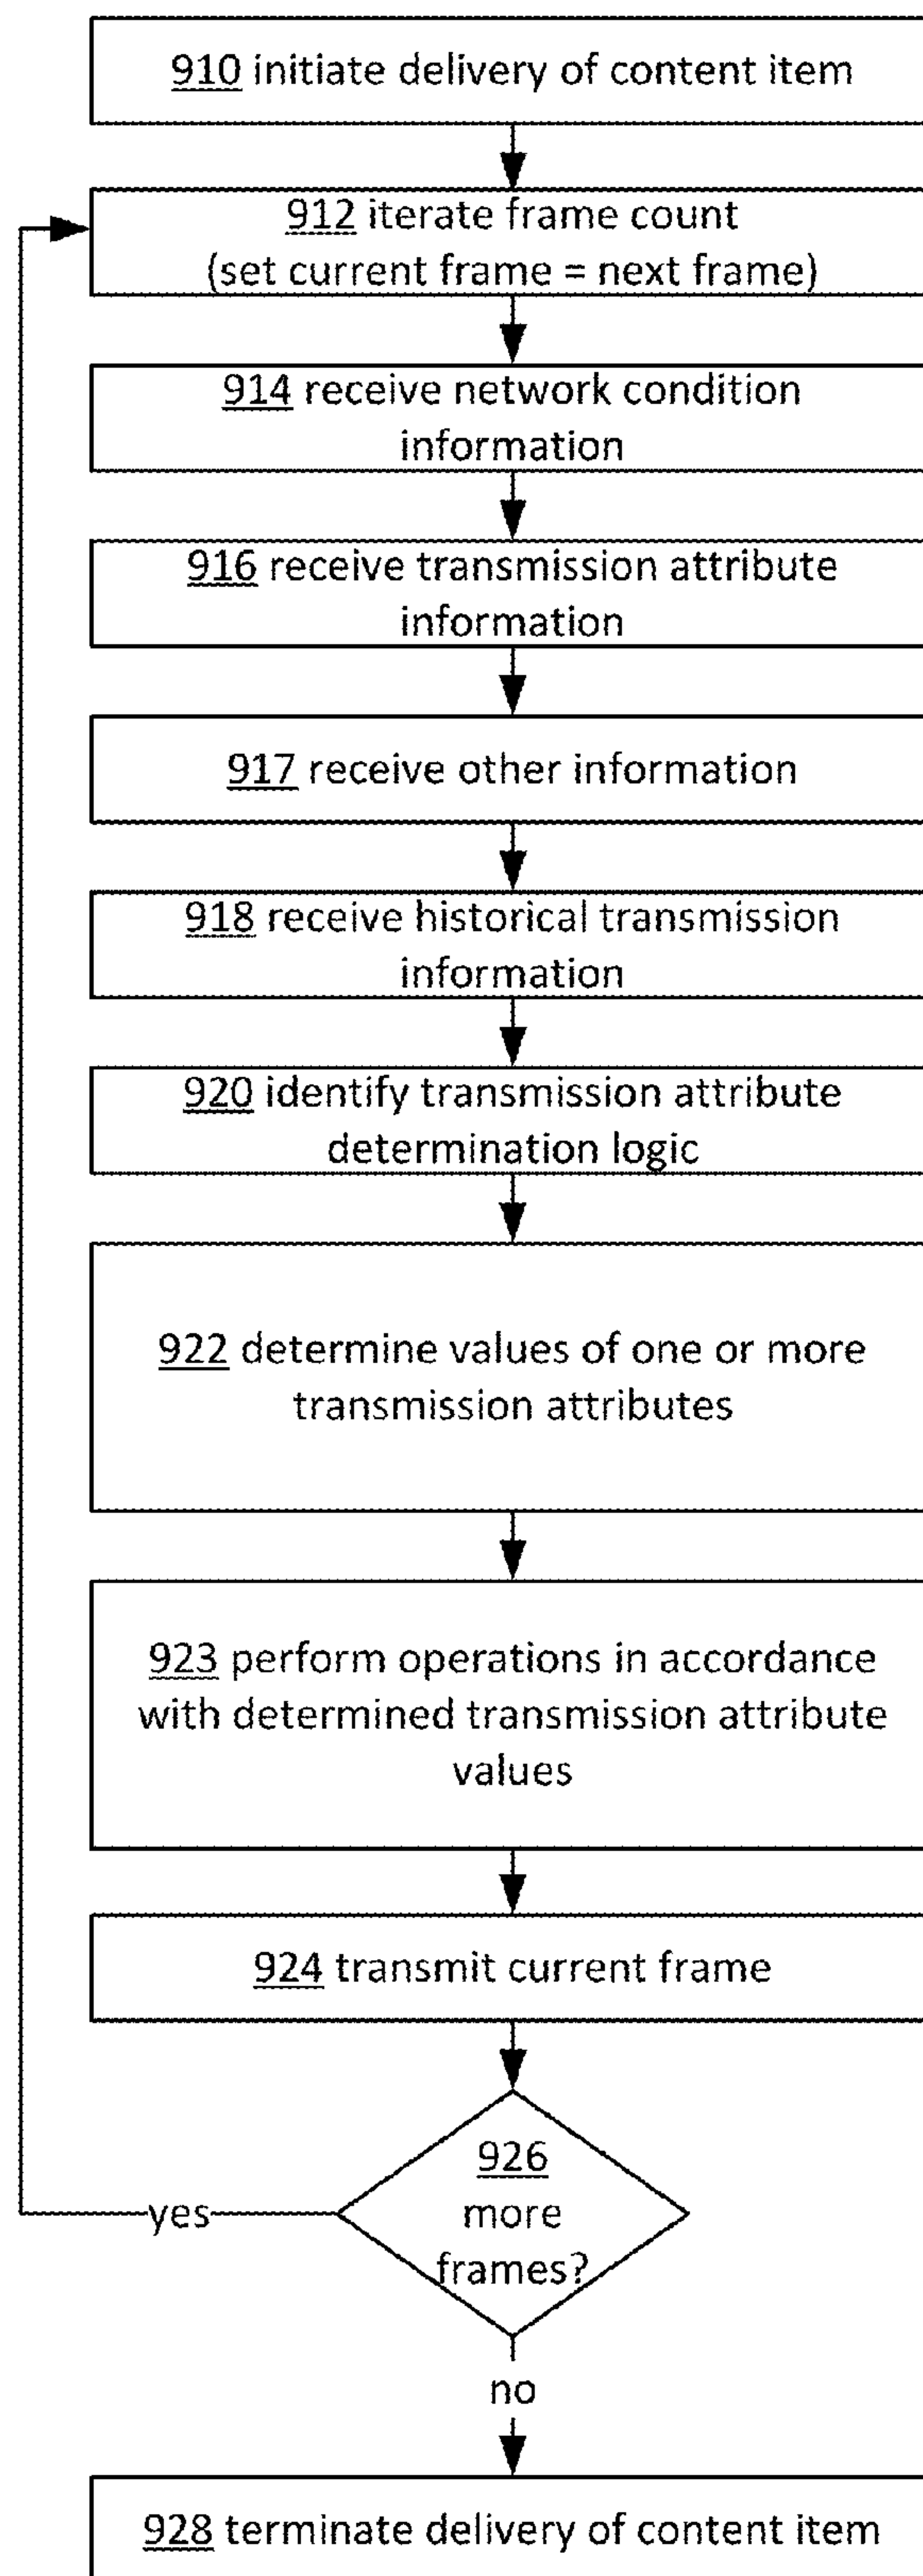 910 initiate delivery of content item
912 iterate frame count
(set current frame = next frame)
914 receive network condition
information
916 receive transmission attribute
information
917 receive other information
918 receive historical transmission
information
920 identify transmission attribute
determination logic
922 determine values of one or more
transmission attributes
923 perform operations in accordance
with determined transmission attribute
values
924 transmit current frame
926
more
frames?
yes
no
928 terminate delivery of content item